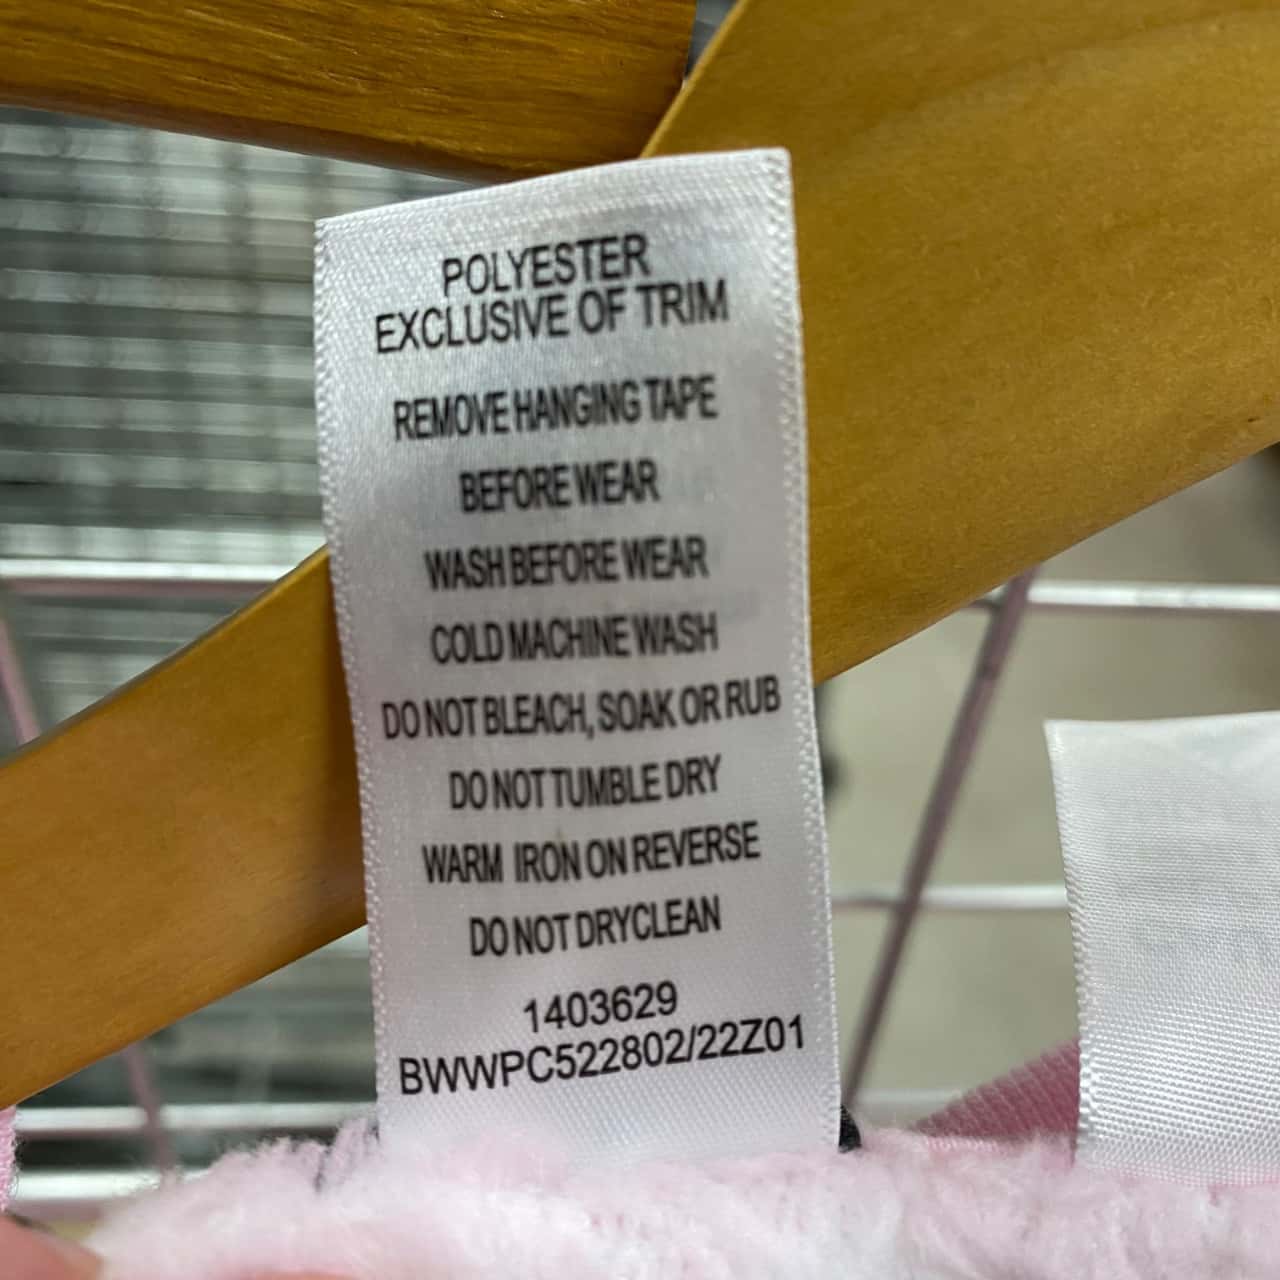 POLYESTER
EXCLUSIVE OF TRIM
REMOVE HANGING TAPE
BEFORE WEAR
WASH BEFORE WEAR
COLD MACHINE WASH
DO NOT BLEACH, SOAK OR RUB
DO NOT TUMBLE DRY
WARM IRON ON REVERSE
DO NOT DRYCLEAN
1403629
BWWPC522802/22Z01